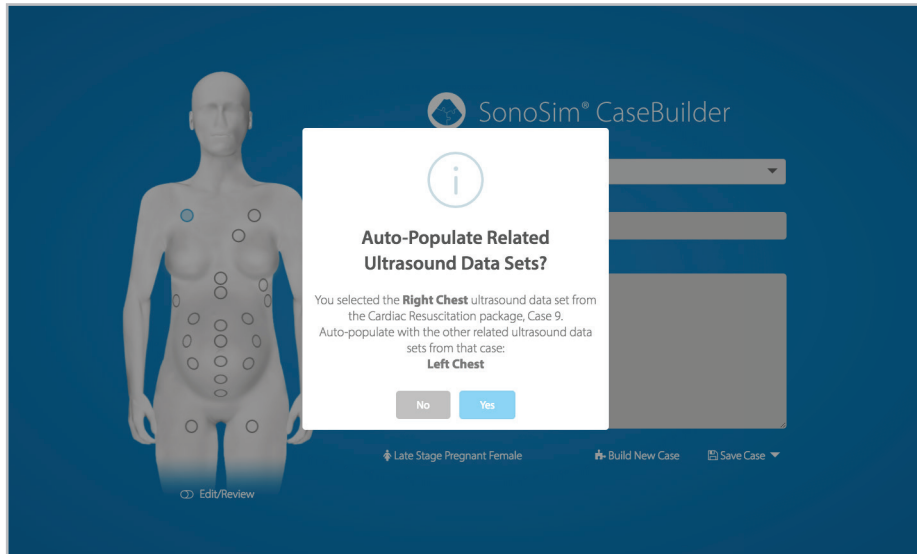 SonoSim® CaseBuilder
i
Auto-Populate Related
Ultrasound Data Sets?
You selected the Right Chest ultrasound data set from
the Cardiac Resuscitation package, Case 9.
Auto-populate with the other related ultrasound data
sets from that case:
Left Chest
No
Yes
Late Stage Pregnant Female
Build New Case
Save Case
Edit/Review